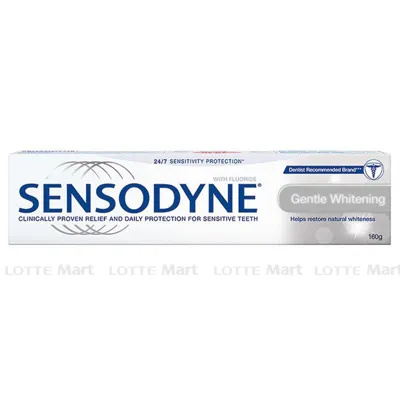 24/7 SENSITIVITY PROTECTION™
WITH FLUORIDE
SENSODYNE®
CLINICALLY PROVEN RELIEF AND DAILY PROTECTION FOR SENSITIVE TEETH
Dentist Recommended Brand***
Gentle Whitening
Helps restore natural whiteness
160g
LOTTE Mart LOTTE Mart LOTTE Mart LOTTE Mart